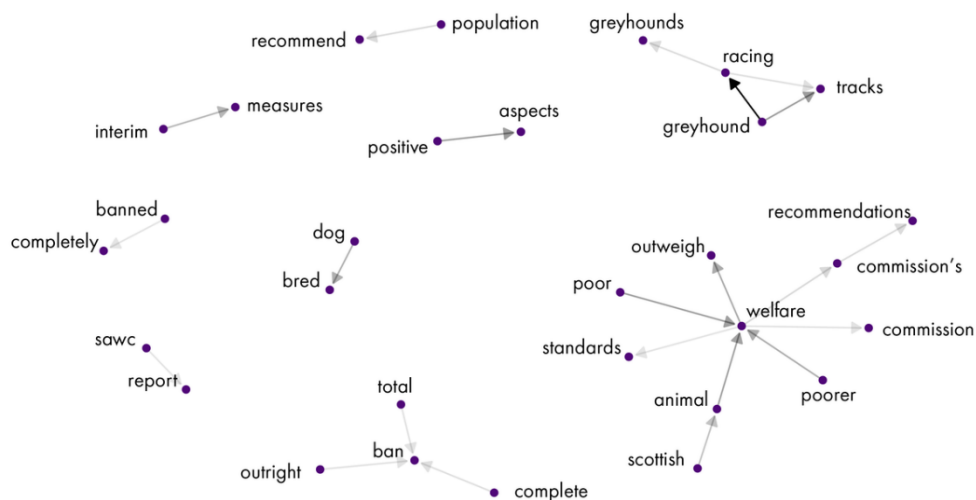 greyhounds
population
recommend
racing
tracks
measures
aspects
interim
greyhound
positive
banned
recommendations
completely
dog
outweigh
commission's
bred
poor
welfare
commission
sawc
standards
report
total
animal
poorer
ban
scottish
outright
complete